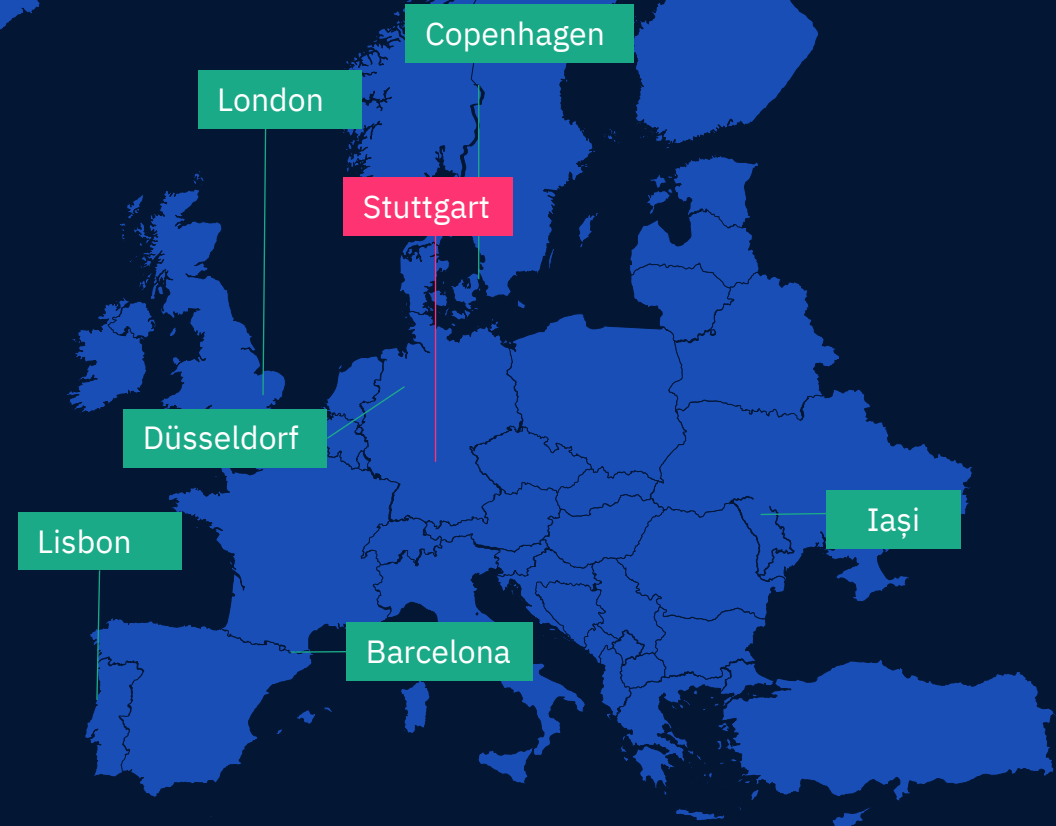 Copenhagen
London
Stuttgart
Düsseldorf
Iași
Lisbon
Barcelona